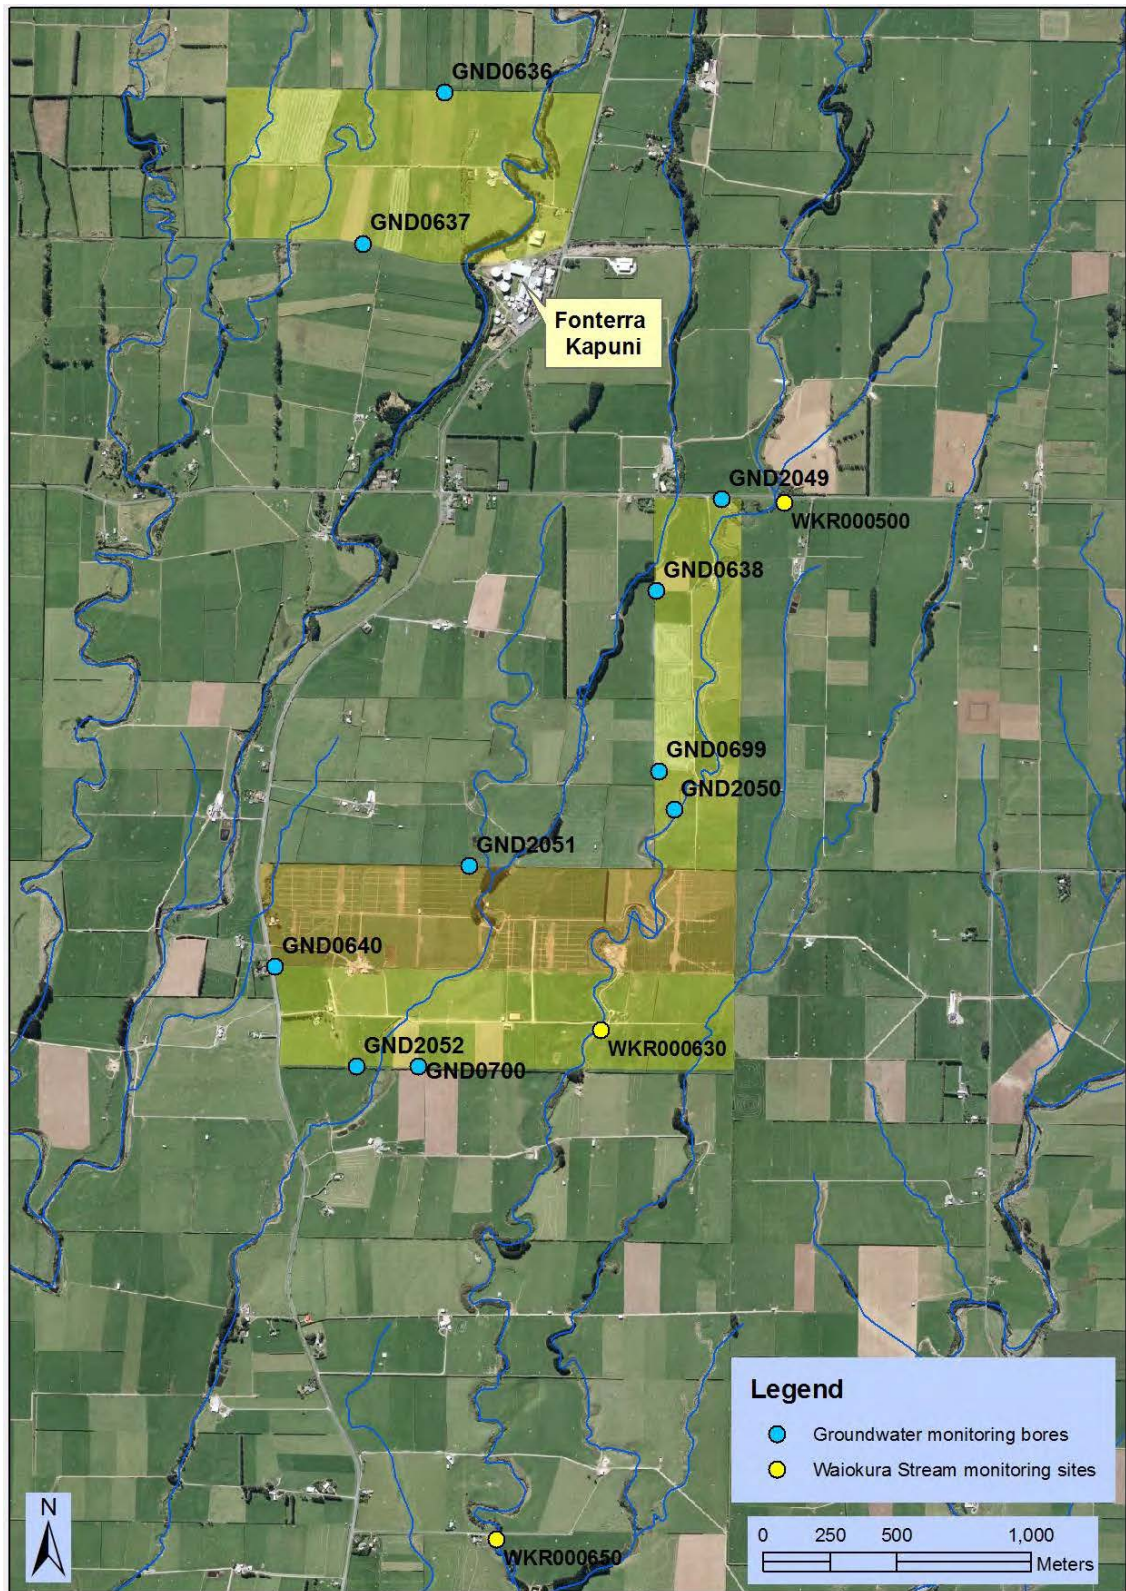 GND0636
GND0637
Fonterra
Kapuni
GND2049
WKR000500
GND0638
GND0699
GND2050
GND2051
GND0640
GND2052
GND0700
WKR000630
Legend
Groundwater monitoring bores
Waiokura Stream monitoring sites
N
0 250 500 1,000
Meters
WKR000650